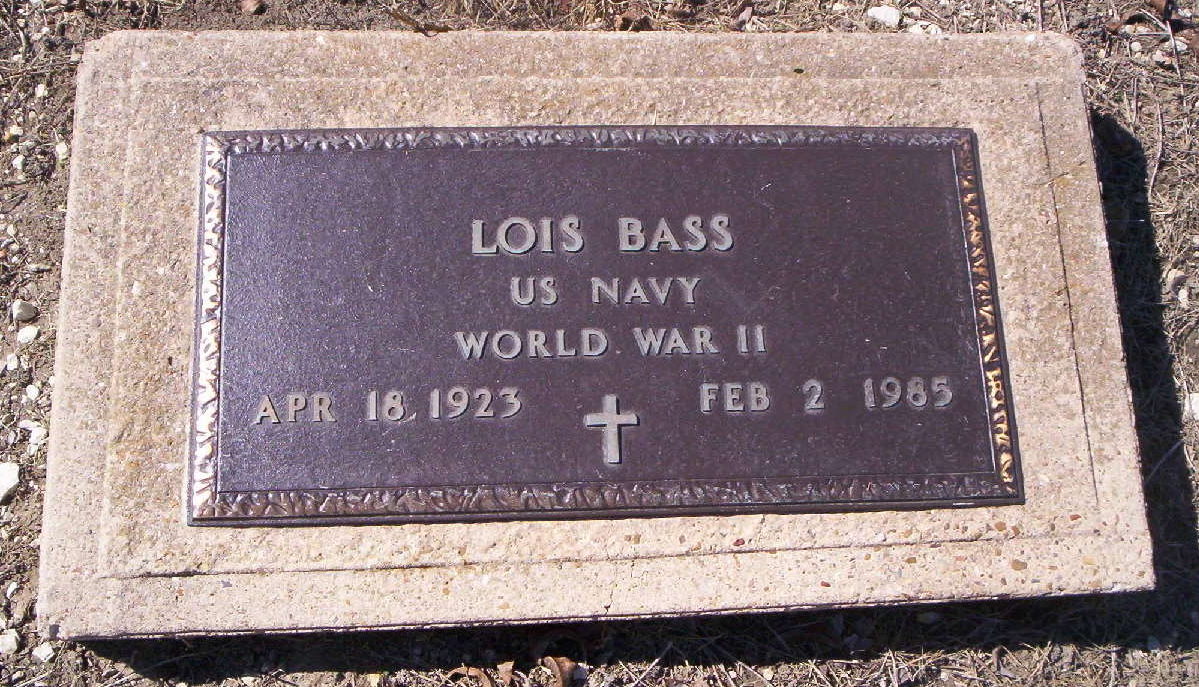 LOIS BASS
US NAVY
WORLD WAR II
APR 18 1923 FEB 2 1985